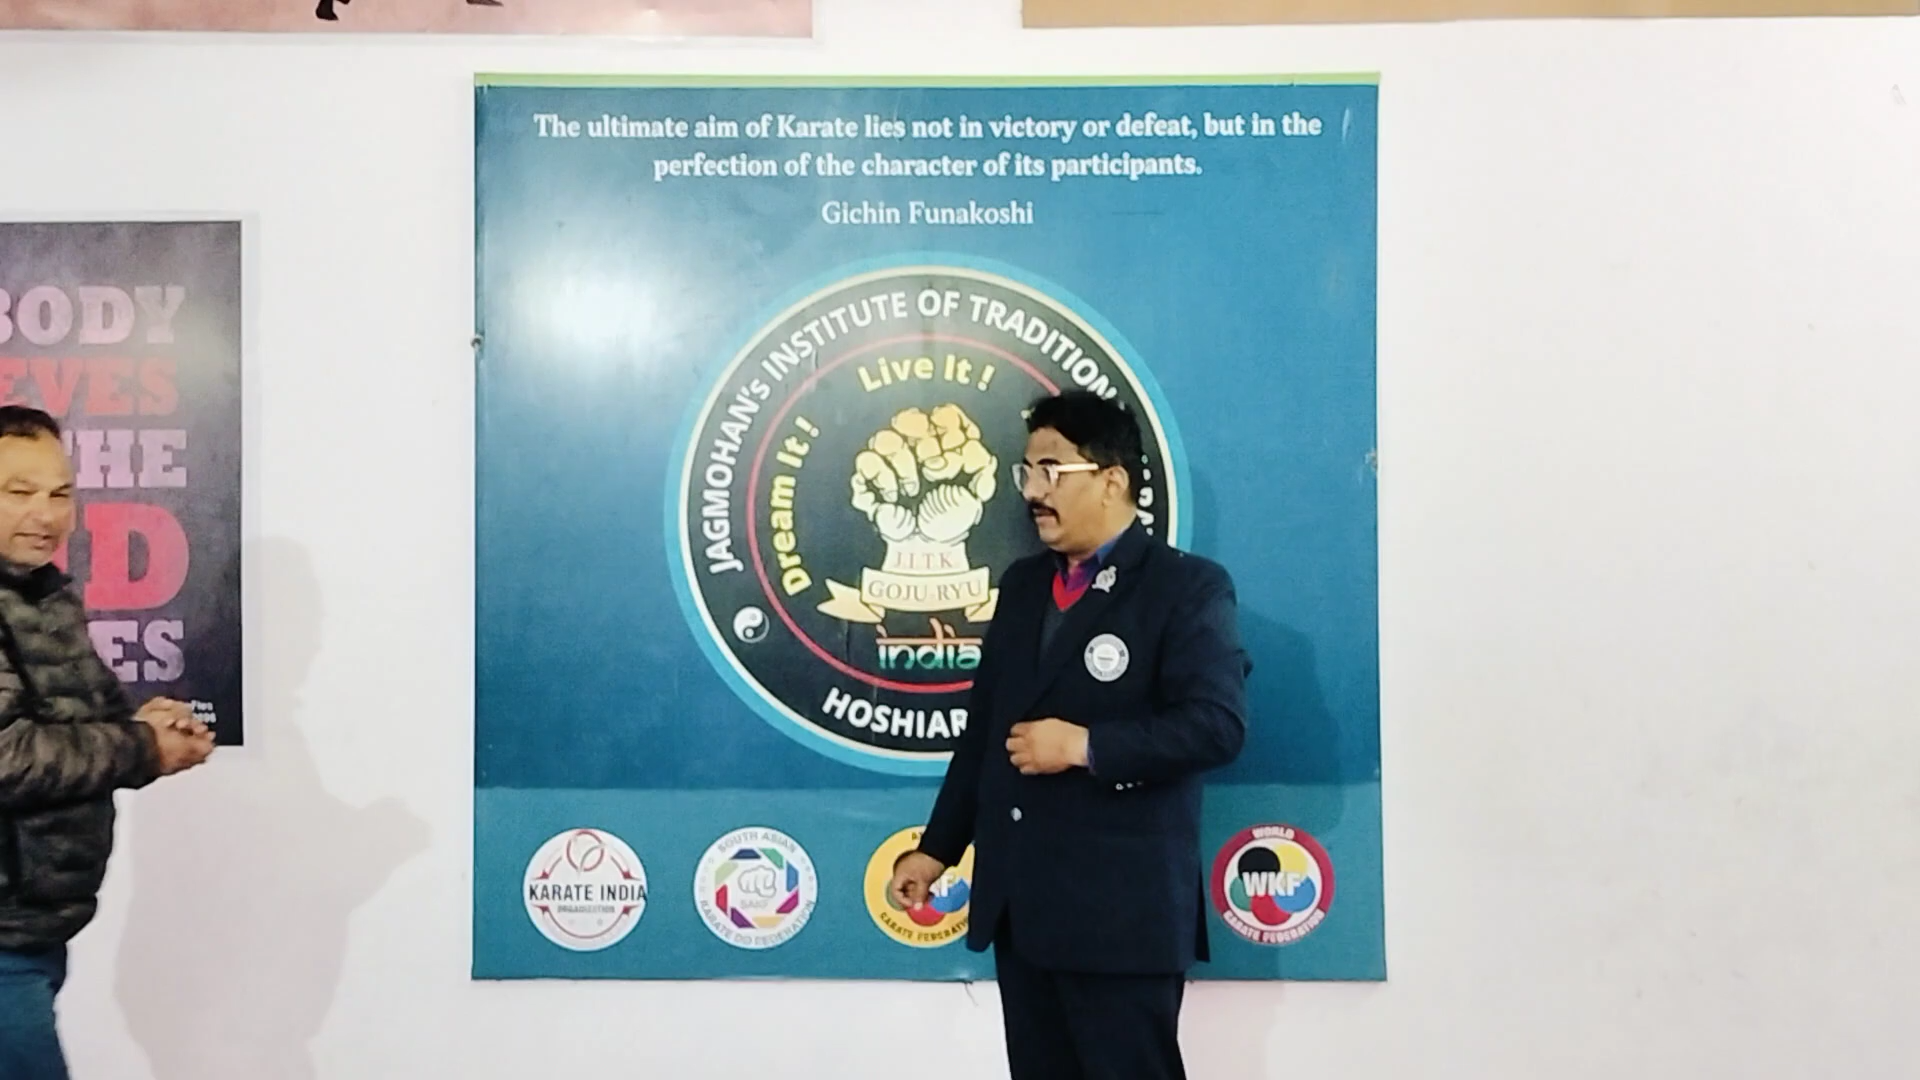 The ultimate aim of Karate lies not in victory or defeat, but in the
perfection of the character of its participants.
Gichin Funakoshi
JAGMOHAN's INSTITUTE OF TRADITION
Live It !
Dream It !
J.I.T.K.
GOJU-RYU
india
HOSHIAR
KARATE INDIA
ORGANIZATION
SOUTH ASIAN
KARATE DO FEDERATION
KARATE FEDERATION
WORLD
WKF
KARATE FEDERATION
BODY
EVES
THE
ES